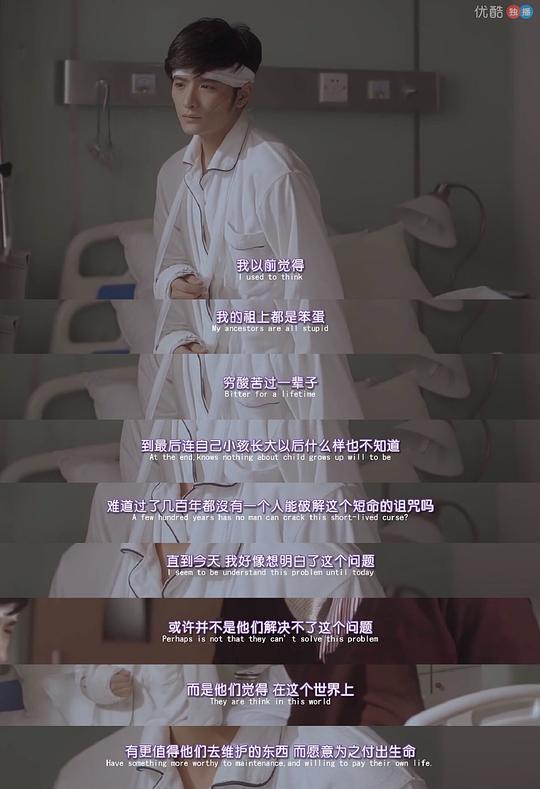 优酷 独播
我以前觉得
I used to think
我的祖上都是笨蛋
My ancestors are all stupid
穷酸苦过一辈子
Bitter for a lifetime
到最后连自己小孩长大以后什么样也不知道
At the end,knows nothing about child grows up will to be
难道过了几百年都没有一个人能破解这个短命的诅咒吗
A few hundred years has no man can crack this short-lived curse?
直到今天 我好像想明白了这个问题
I seem to be understand this problem until today
或许并不是他们解决不了这个问题
Perhaps is not that they can't solve this problem
而是他们觉得 在这个世界上
They are think in this world
有更值得他们去维护的东西 而愿意为之付出生命
Have something more worthy to maintenance,and willing to pay their own life.